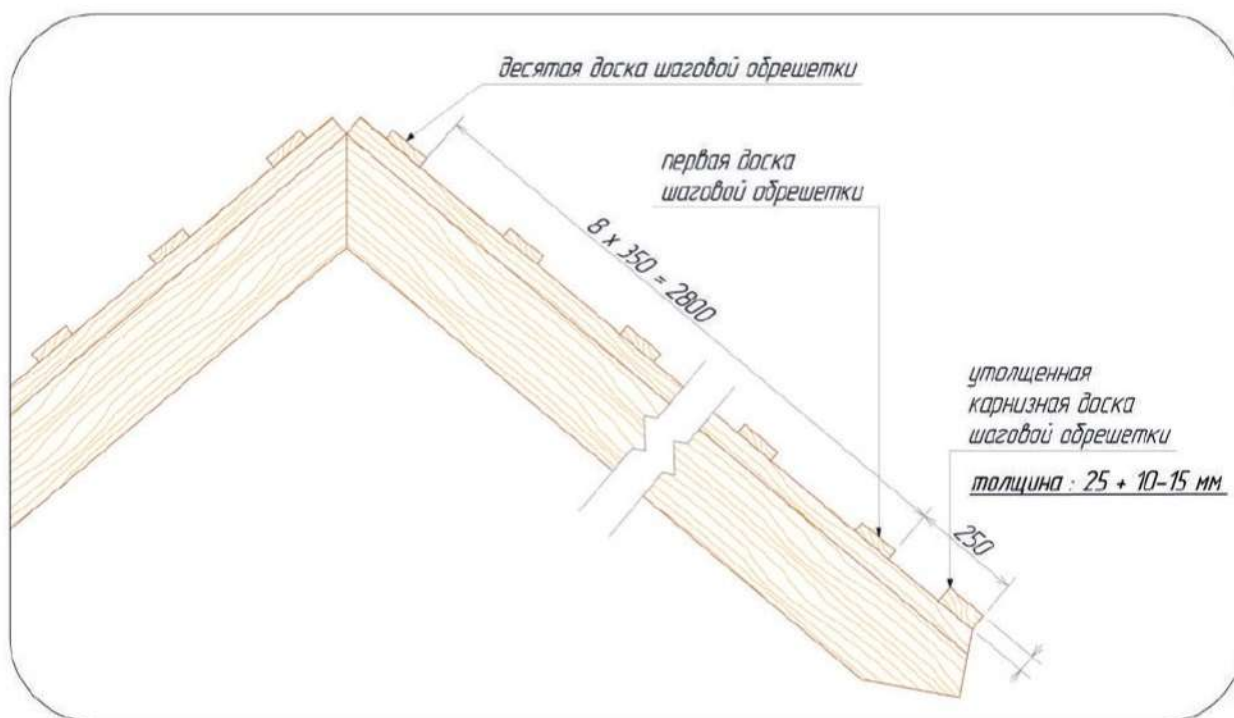 десятая доска шаговой обрешетки
первая доска
шаговой обрешетки
8 x 350 = 2800
утолщенная
карнизная доска
шаговой обрешетки
толщина : 25 + 10-15 мм
250